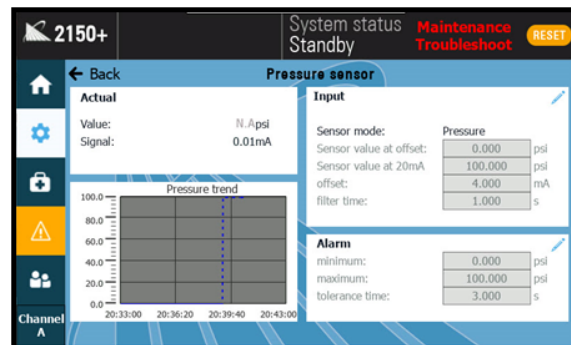 2150+
System status
Standby
Maintenance
Troubleshoot
RESET
← Back
Pressure sensor
Actual
Value: N.A psi
Signal: 0.01mA
Pressure trend
100.0
80.0
60.0
40.0
20.0
0.0
20:33:00 20:36:20 20:39:40 20:43:00
Input
Sensor mode: Pressure
Sensor value at offset: 0.000 psi
Sensor value at 20mA 100.000 psi
offset: 4.000 mA
filter time: 1.000 s
Alarm
minimum: 0.000 psi
maximum: 100.000 psi
tolerance time: 3.000 s
Channel
A